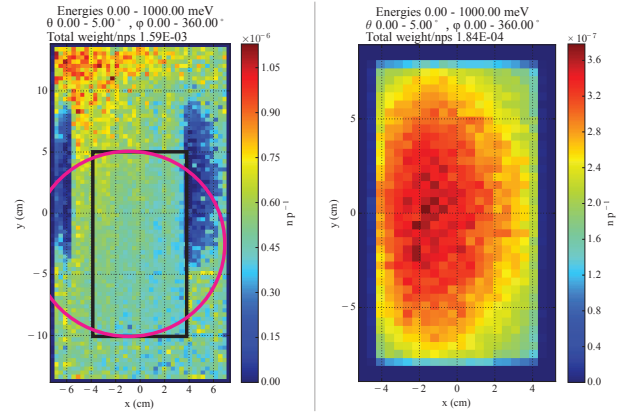 Energies 0.00 - 1000.00 meV
θ 0.00 - 5.00°, φ 0.00 - 360.00°
Total weight/nps 1.59E-03
×10⁻⁶
1.05
0.90
0.75
0.60
0.45
0.30
0.15
0.00
n p⁻¹
y (cm)
10
5
0
−5
−10
−6 −4 −2 0 2 4 6
x (cm)
Energies 0.00 - 1000.00 meV
θ 0.00 - 5.00°, φ 0.00 - 360.00°
Total weight/nps 1.84E-04
×10⁻⁷
3.6
3.2
2.8
2.4
2.0
1.6
1.2
0.8
0.4
0.0
n p⁻¹
y (cm)
5
0
−5
−4 −2 0 2 4
x (cm)